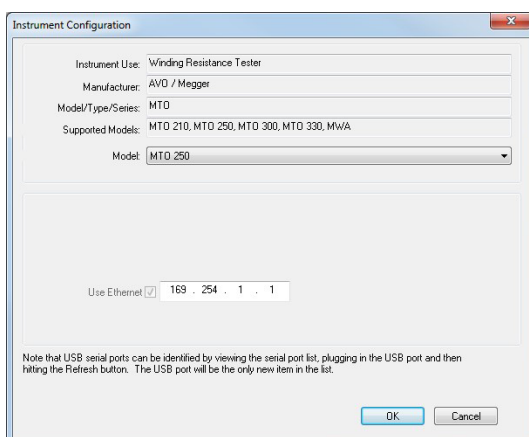 Instrument Configuration
Instrument Use: Winding Resistance Tester
Manufacturer: AVO / Megger
Model/Type/Series: MTO
Supported Models: MTO 210, MTO 250, MTO 300, MTO 330, MWA
Model: MTO 250
Use Ethernet 169 . 254 . 1 . 1
Note that USB serial ports can be identified by viewing the serial port list, plugging in the USB port and then
hitting the Refresh button. The USB port will be the only new item in the list.
OK Cancel